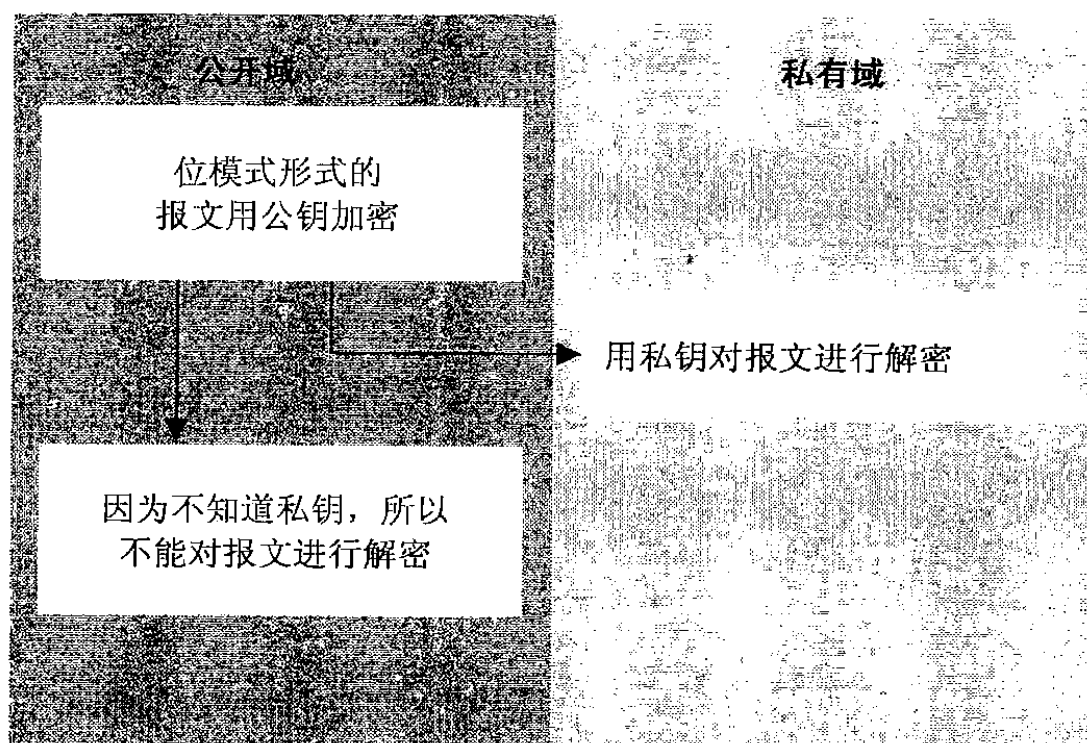 公开域
私有域
位模式形式的
报文用公钥加密
用私钥对报文进行解密
因为不知道私钥，所以
不能对报文进行解密